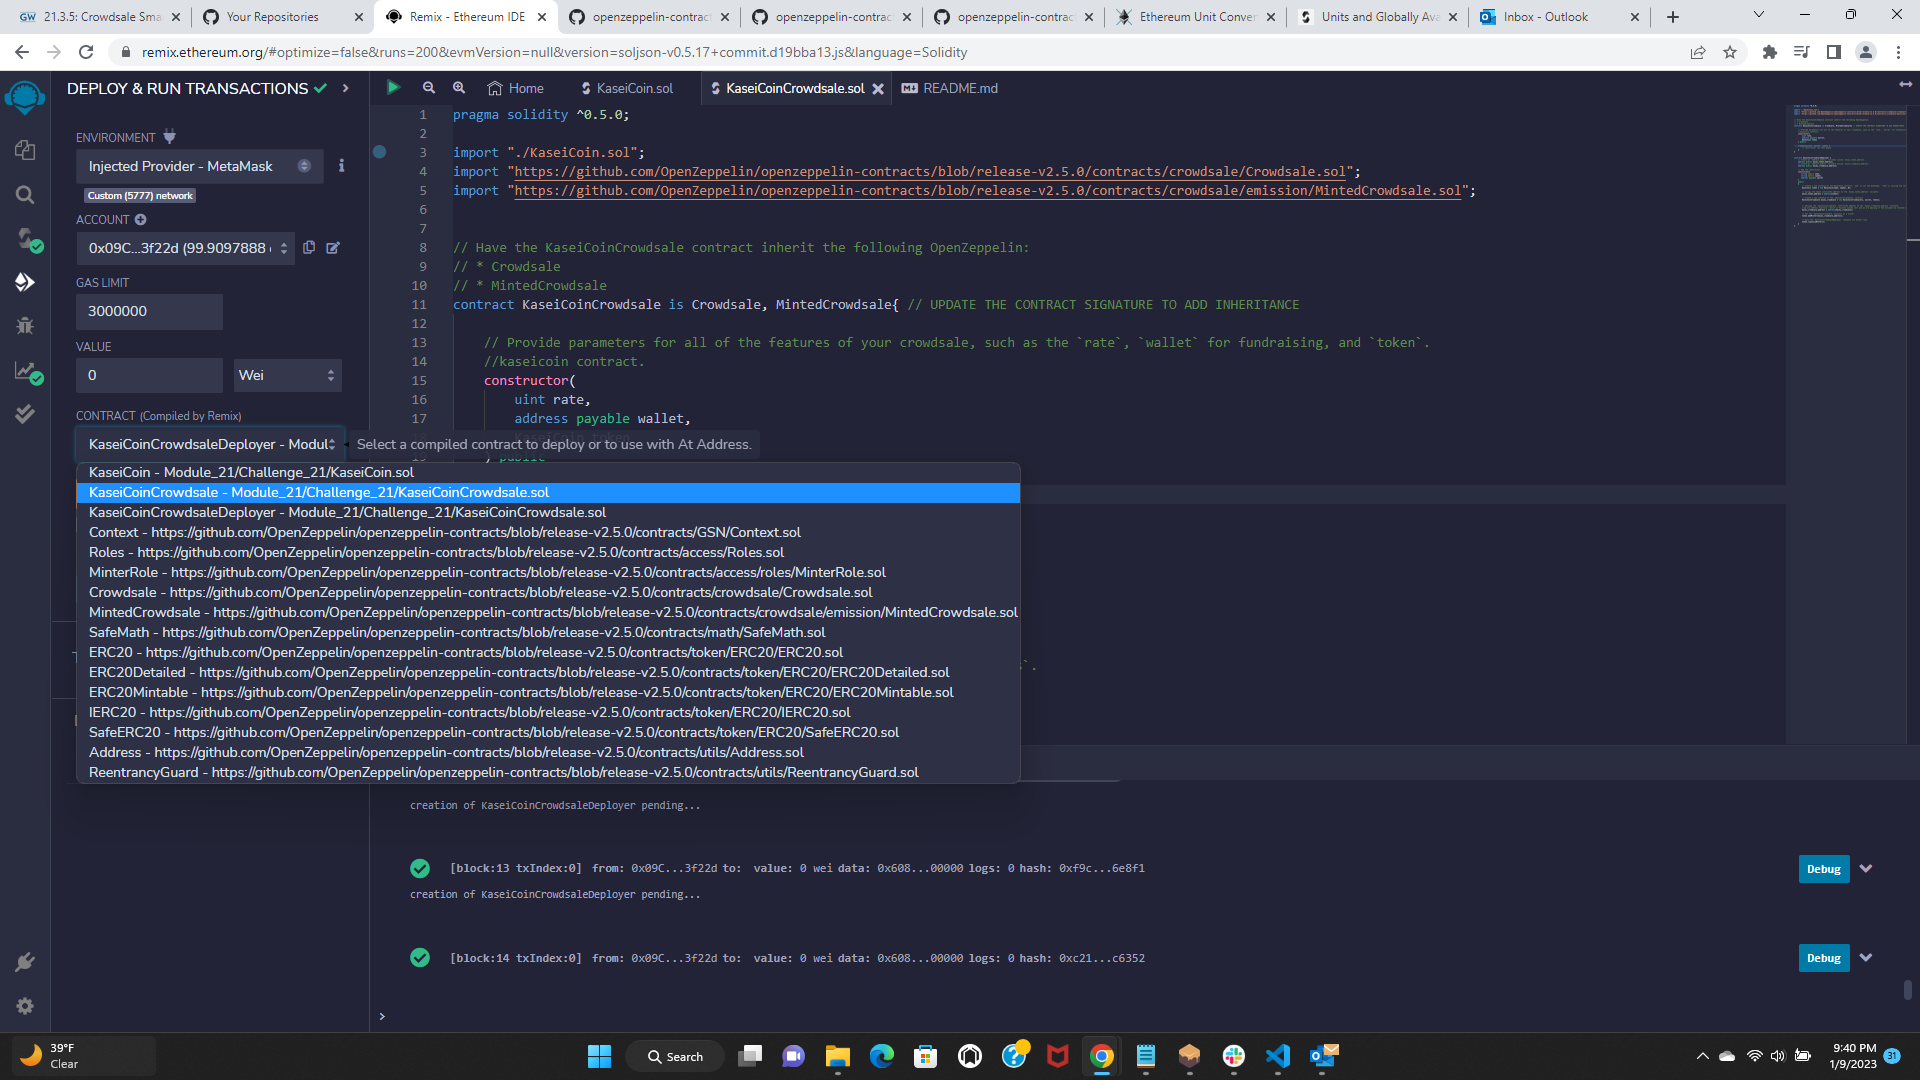 21.3.5: Crowdsale Sma
Your Repositories
Remix - Ethereum IDE
openzeppelin-contract
openzeppelin-contrac
openzeppelin-contrac
Ethereum Unit Conver
Units and Globally Ava
Inbox - Outlook
remix.ethereum.org/#optimize=false&runs=200&evmVersion=null&version=soljson-v0.5.17+commit.d19bba13.js&language=Solidity
DEPLOY & RUN TRANSACTIONS
Home
KaseiCoin.sol
KaseiCoinCrowdsale.sol
README.md
ENVIRONMENT
Injected Provider - MetaMask
Custom (5777) network
ACCOUNT
0x09C...3f22d (99.9097888
GAS LIMIT
3000000
VALUE
0
Wei
CONTRACT (Compiled by Remix)
KaseiCoinCrowdsaleDeployer - Modul
Select a compiled contract to deploy or to use with At Address.
1 pragma solidity ^0.5.0;
2
3 import "./KaseiCoin.sol";
4 import "https://github.com/OpenZeppelin/openzeppelin-contracts/blob/release-v2.5.0/contracts/crowdsale/Crowdsale.sol";
5 import "https://github.com/OpenZeppelin/openzeppelin-contracts/blob/release-v2.5.0/contracts/crowdsale/emission/MintedCrowdsale.sol";
6
7
8 // Have the KaseiCoinCrowdsale contract inherit the following OpenZeppelin:
9 // * Crowdsale
10 // * MintedCrowdsale
11 contract KaseiCoinCrowdsale is Crowdsale, MintedCrowdsale{ // UPDATE THE CONTRACT SIGNATURE TO ADD INHERITANCE
12
13 // Provide parameters for all of the features of your crowdsale, such as the `rate`, `wallet` for fundraising, and `token`.
14 //kaseicoin contract.
15 constructor(
16 uint rate,
17 address payable wallet,
KaseiCoin - Module_21/Challenge_21/KaseiCoin.sol
KaseiCoinCrowdsale - Module_21/Challenge_21/KaseiCoinCrowdsale.sol
KaseiCoinCrowdsaleDeployer - Module_21/Challenge_21/KaseiCoinCrowdsale.sol
Context - https://github.com/OpenZeppelin/openzeppelin-contracts/blob/release-v2.5.0/contracts/GSN/Context.sol
Roles - https://github.com/OpenZeppelin/openzeppelin-contracts/blob/release-v2.5.0/contracts/access/Roles.sol
MinterRole - https://github.com/OpenZeppelin/openzeppelin-contracts/blob/release-v2.5.0/contracts/access/roles/MinterRole.sol
Crowdsale - https://github.com/OpenZeppelin/openzeppelin-contracts/blob/release-v2.5.0/contracts/crowdsale/Crowdsale.sol
MintedCrowdsale - https://github.com/OpenZeppelin/openzeppelin-contracts/blob/release-v2.5.0/contracts/crowdsale/emission/MintedCrowdsale.sol
SafeMath - https://github.com/OpenZeppelin/openzeppelin-contracts/blob/release-v2.5.0/contracts/math/SafeMath.sol
ERC20 - https://github.com/OpenZeppelin/openzeppelin-contracts/blob/release-v2.5.0/contracts/token/ERC20/ERC20.sol
ERC20Detailed - https://github.com/OpenZeppelin/openzeppelin-contracts/blob/release-v2.5.0/contracts/token/ERC20/ERC20Detailed.sol
ERC20Mintable - https://github.com/OpenZeppelin/openzeppelin-contracts/blob/release-v2.5.0/contracts/token/ERC20/ERC20Mintable.sol
IERC20 - https://github.com/OpenZeppelin/openzeppelin-contracts/blob/release-v2.5.0/contracts/token/ERC20/IERC20.sol
SafeERC20 - https://github.com/OpenZeppelin/openzeppelin-contracts/blob/release-v2.5.0/contracts/token/ERC20/SafeERC20.sol
Address - https://github.com/OpenZeppelin/openzeppelin-contracts/blob/release-v2.5.0/contracts/utils/Address.sol
ReentrancyGuard - https://github.com/OpenZeppelin/openzeppelin-contracts/blob/release-v2.5.0/contracts/utils/ReentrancyGuard.sol
creation of KaseiCoinCrowdsaleDeployer pending...
[block:13 txIndex:0] from: 0x09C...3f22d to: value: 0 wei data: 0x608...00000 logs: 0 hash: 0xf9c...6e8f1
Debug
creation of KaseiCoinCrowdsaleDeployer pending...
[block:14 txIndex:0] from: 0x09C...3f22d to: value: 0 wei data: 0x608...00000 logs: 0 hash: 0xc21...c6352
Debug
>
39°F
Clear
Search
9:40 PM
1/9/2023
31